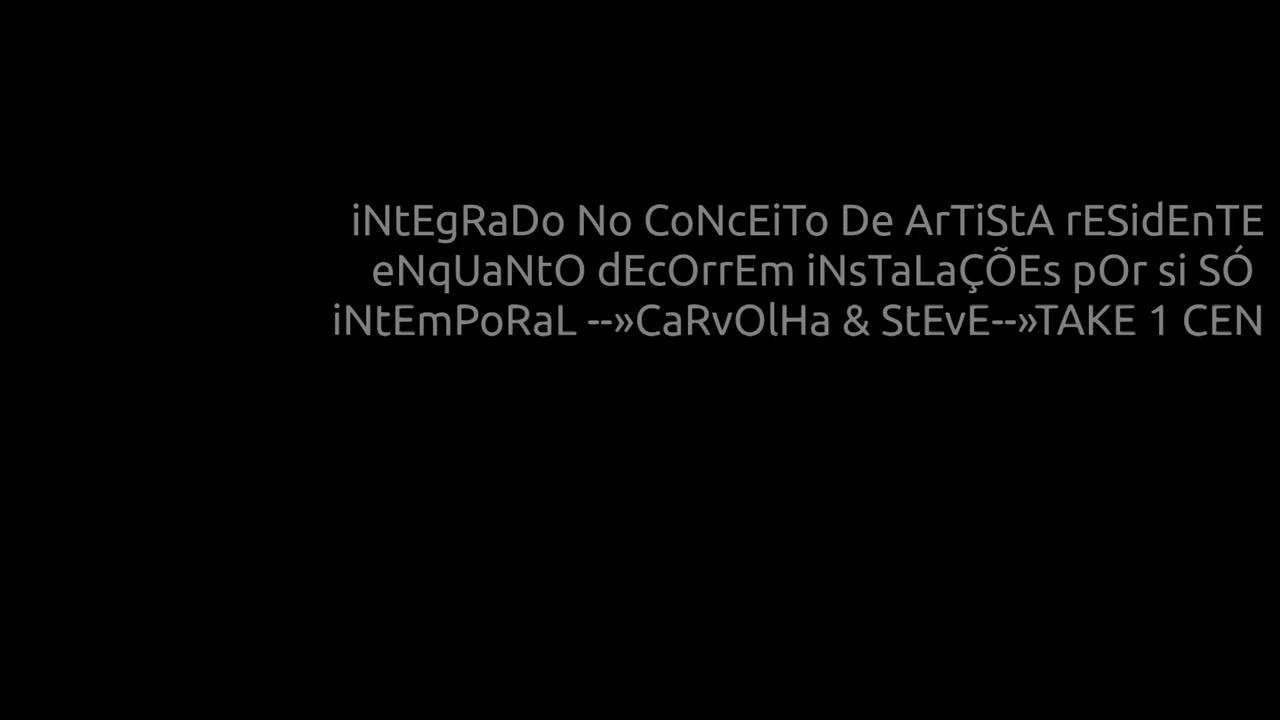 iNtEgRaDo No CoNcEiTo De ArTiStA rESidEnTE
eNqUaNtO dEcOrrEm iNsTaLaÇÕEs pOr si SÓ
iNtEmPoRaL --»CaRvOlHa & StEvE--»TAKE 1 CEN